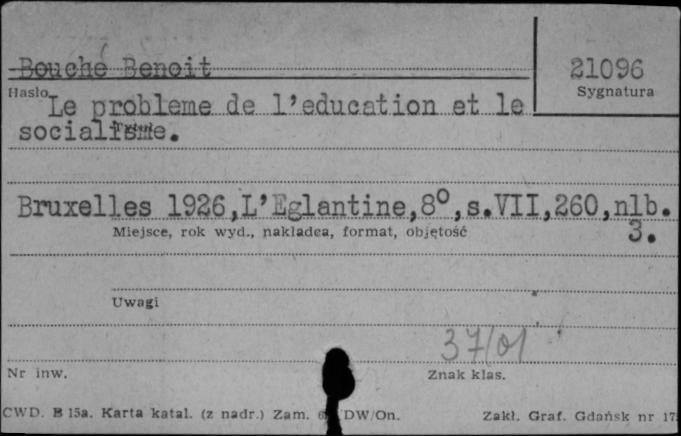 Bouché Benoit
21096
Hasło
Sygnatura
Le probleme de l'education et le
socialisme.
Tytuł
Bruxelles 1926,L'Eglantine,8°,s.VII,260,nlb.
3.
Miejsce, rok wyd., nakładca, format, objętość
Uwagi
37/01
Nr inw.
Znak klas.
CWD. B 15a. Karta katal. (z nadr.) Zam. DW/On.
Zakł. Graf. Gdańsk nr